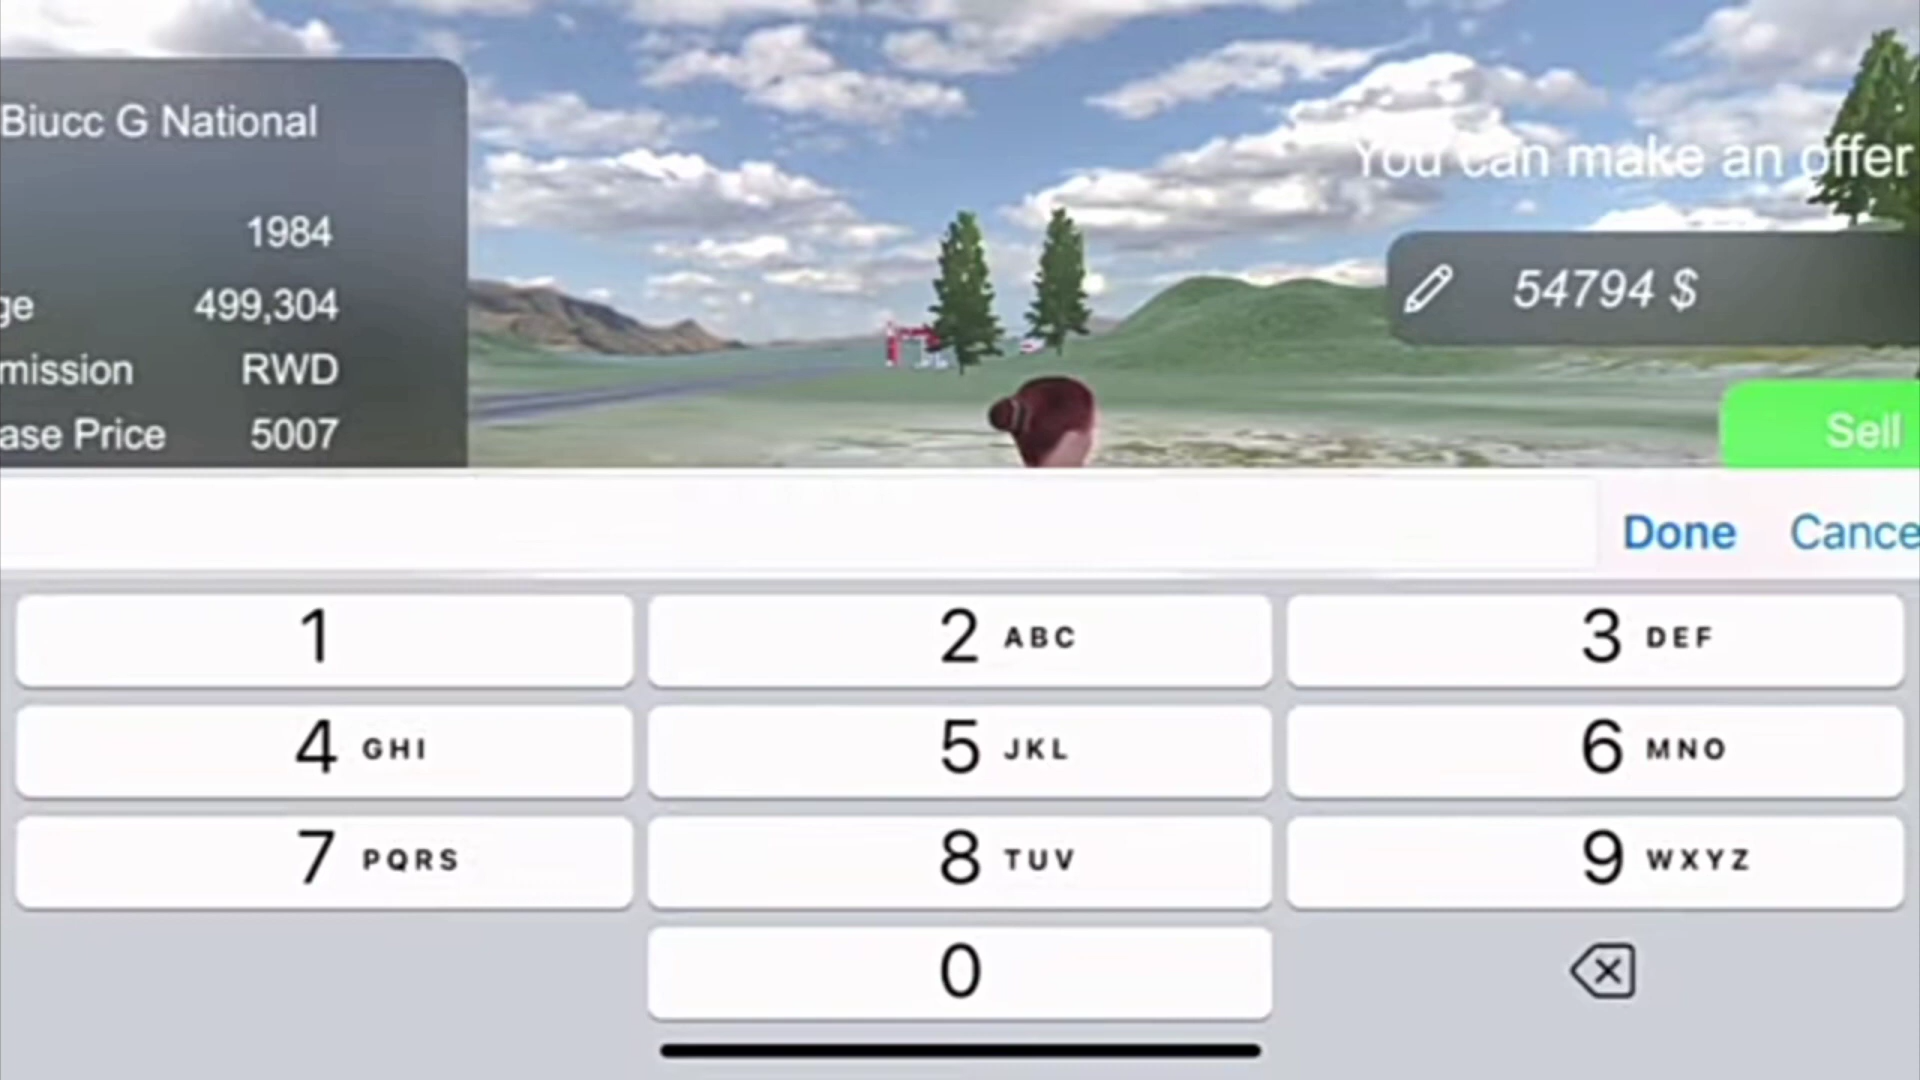 Biucc G National
1984
ge 499,304
mission RWD
ase Price 5007
You can make an offer
54794 $
Sell
Done Cance
1
2 ABC
3 DEF
4 GHI
5 JKL
6 MNO
7 PQRS
8 TUV
9 WXYZ
0